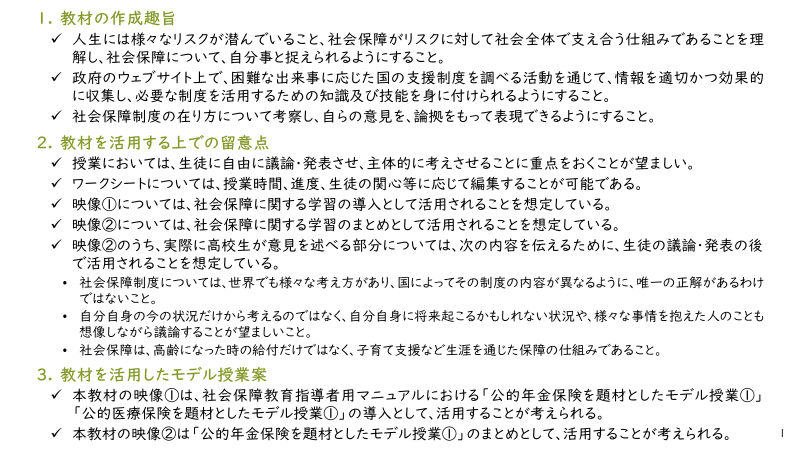 1. 教材の作成趣旨
✓ 人生には様々なリスクが潜んでいること、社会保障がリスクに対して社会全体で支え合う仕組みであることを理
解し、社会保障について、自分事と捉えられるようにすること。
✓ 政府のウェブサイト上で、困難な出来事に応じた国の支援制度を調べる活動を通じて、情報を適切かつ効果的
に収集し、必要な制度を活用するための知識及び技能を身に付けられるようにすること。
✓ 社会保障制度の在り方について考察し、自らの意見を、論拠をもって表現できるようにすること。
2. 教材を活用する上での留意点
✓ 授業においては、生徒に自由に議論・発表させ、主体的に考えさせることに重点をおくことが望ましい。
✓ ワークシートについては、授業時間、進度、生徒の関心等に応じて編集することが可能である。
✓ 映像①については、社会保障に関する学習の導入として活用されることを想定している。
✓ 映像②については、社会保障に関する学習のまとめとして活用されることを想定している。
✓ 映像②のうち、実際に高校生が意見を述べる部分については、次の内容を伝えるために、生徒の議論・発表の後
で活用されることを想定している。
• 社会保障制度については、世界でも様々な考え方があり、国によってその制度の内容が異なるように、唯一の正解があるわけ
ではないこと。
• 自分自身の今の状況だけから考えるのではなく、自分自身に将来起こるかもしれない状況や、様々な事情を抱えた人のことも
想像しながら議論することが望ましいこと。
• 社会保障は、高齢になった時の給付だけではなく、子育て支援など生涯を通じた保障の仕組みであること。
3. 教材を活用したモデル授業案
✓ 本教材の映像①は、社会保障教育指導者用マニュアルにおける「公的年金保険を題材としたモデル授業①」
「公的医療保険を題材としたモデル授業①」の導入として、活用することが考えられる。
✓ 本教材の映像②は「公的年金保険を題材としたモデル授業①」のまとめとして、活用することが考えられる。
1